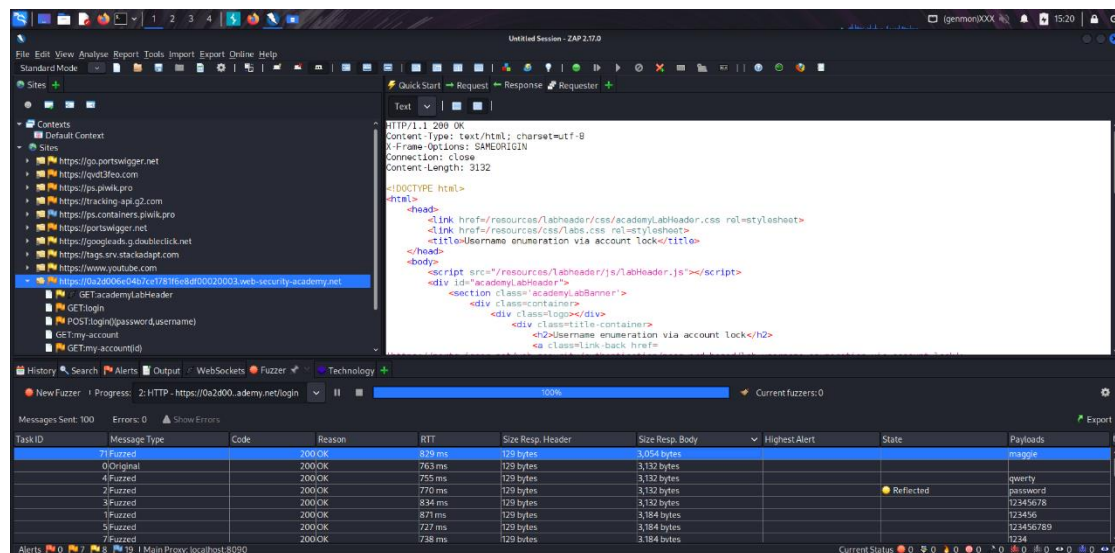 1 2 3 4
(genmon)XXX 15:20
Untitled Session - ZAP 2.17.0
File Edit View Analyse Report Tools Import Export Online Help
Standard Mode
Sites
Quick Start Request Response Requester
Text
Contexts
Default Context
Sites
https://go.portswigger.net
https://qvdt3feo.com
https://ps.piwik.pro
https://tracking-api.g2.com
https://ps.containers.piwik.pro
https://portswigger.net
https://googleads.g.doubleclick.net
https://tags.srv.stackadapt.com
https://www.youtube.com
https://0a2d006e04b7ce1781f6e8df00020003.web-security-academy.net
GET:academyLabHeader
GET:login
POST:login()(password,username)
GET:my-account
GET:my-account(id)
HTTP/1.1 200 OK
Content-Type: text/html; charset=utf-8
X-Frame-Options: SAMEORIGIN
Connection: close
Content-Length: 3132
<!DOCTYPE html>
<html>
<head>
<link href=/resources/labheader/css/academyLabHeader.css rel=stylesheet>
<link href=/resources/css/labs.css rel=stylesheet>
<title>Username enumeration via account lock</title>
</head>
<body>
<script src="/resources/labheader/js/labHeader.js"></script>
<div id="academyLabHeader">
<section class='academyLabBanner'>
<div class=container>
<div class=logo></div>
<div class=title-container>
<h2>Username enumeration via account lock</h2>
<a class=link-back href=
History Search Alerts Output WebSockets Fuzzer Technology
New Fuzzer Progress: 2: HTTP - https://0a2d00..ademy.net/login 100% Current fuzzers: 0
Messages Sent: 100 Errors: 0 Show Errors Export
Task ID Message Type Code Reason RTT Size Resp. Header Size Resp. Body Highest Alert State Payloads
71 Fuzzed 200 OK 829 ms 129 bytes 3,054 bytes maggie
0 Original 200 OK 763 ms 129 bytes 3,132 bytes
4 Fuzzed 200 OK 755 ms 129 bytes 3,132 bytes qwerty
2 Fuzzed 200 OK 770 ms 129 bytes 3,132 bytes Reflected password
3 Fuzzed 200 OK 834 ms 129 bytes 3,132 bytes 12345678
1 Fuzzed 200 OK 871 ms 129 bytes 3,184 bytes 123456
5 Fuzzed 200 OK 727 ms 129 bytes 3,184 bytes 123456789
7 Fuzzed 200 OK 738 ms 129 bytes 3,184 bytes 1234
Alerts 0 7 8 19 Main Proxy: localhost:8090 Current Status 0 0 0 0 0 0 0 0